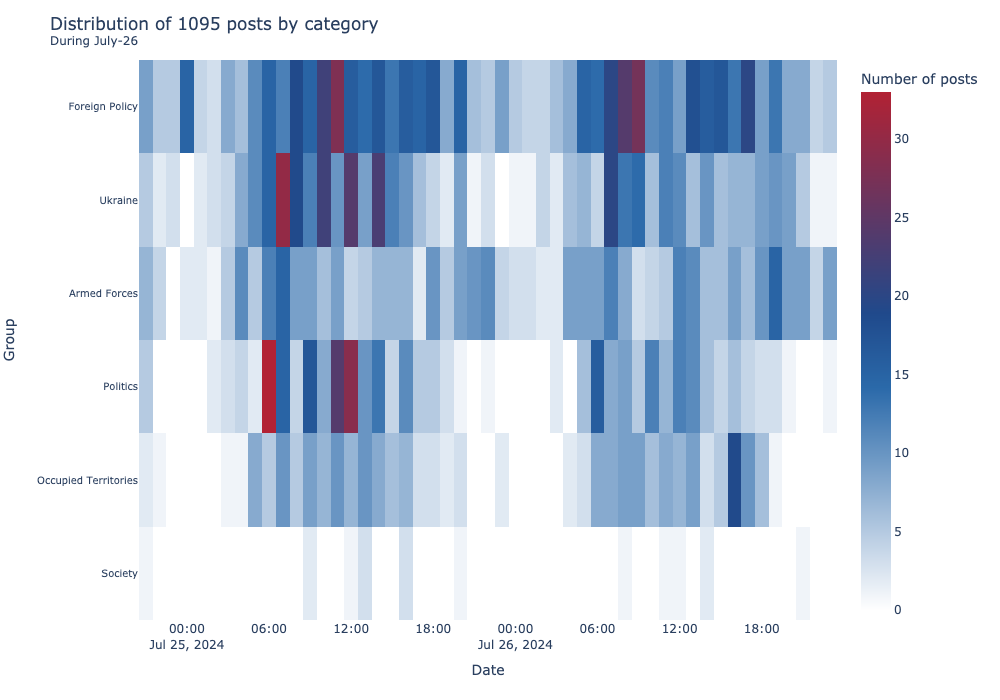 Distribution of 1095 posts by category
During July-26
Number of posts
Foreign Policy
Ukraine
Armed Forces
Politics
Occupied Territories
Society
Group
30
25
20
15
10
5
0
00:00
Jul 25, 2024
06:00
12:00
18:00
00:00
Jul 26, 2024
06:00
12:00
18:00
Date